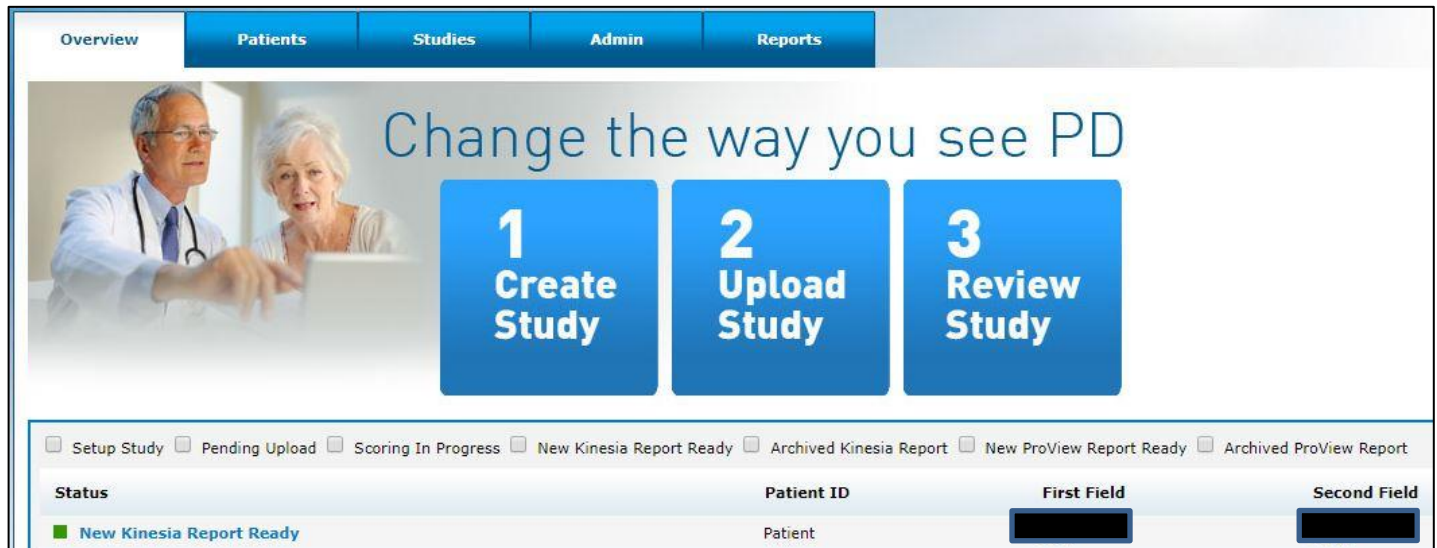 Overview Patients Studies Admin Reports
Change the way you see PD
1
Create
Study
2
Upload
Study
3
Review
Study
Setup Study Pending Upload Scoring In Progress New Kinesia Report Ready Archived Kinesia Report New ProView Report Ready Archived ProView Report
Status Patient ID First Field Second Field
New Kinesia Report Ready Patient